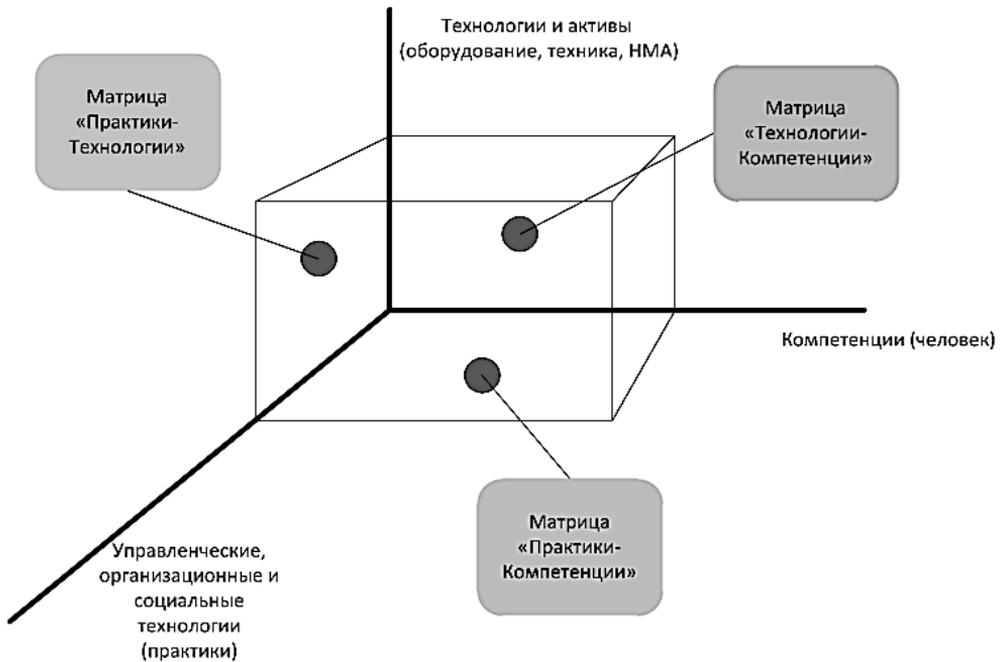 Технологии и активы
(оборудование, техника, НМА)
Матрица
«Практики-
Технологии»
Матрица
«Технологии-
Компетенции»
Компетенции (человек)
Матрица
«Практики-
Компетенции»
Управленческие,
организационные и
социальные
технологии
(практики)